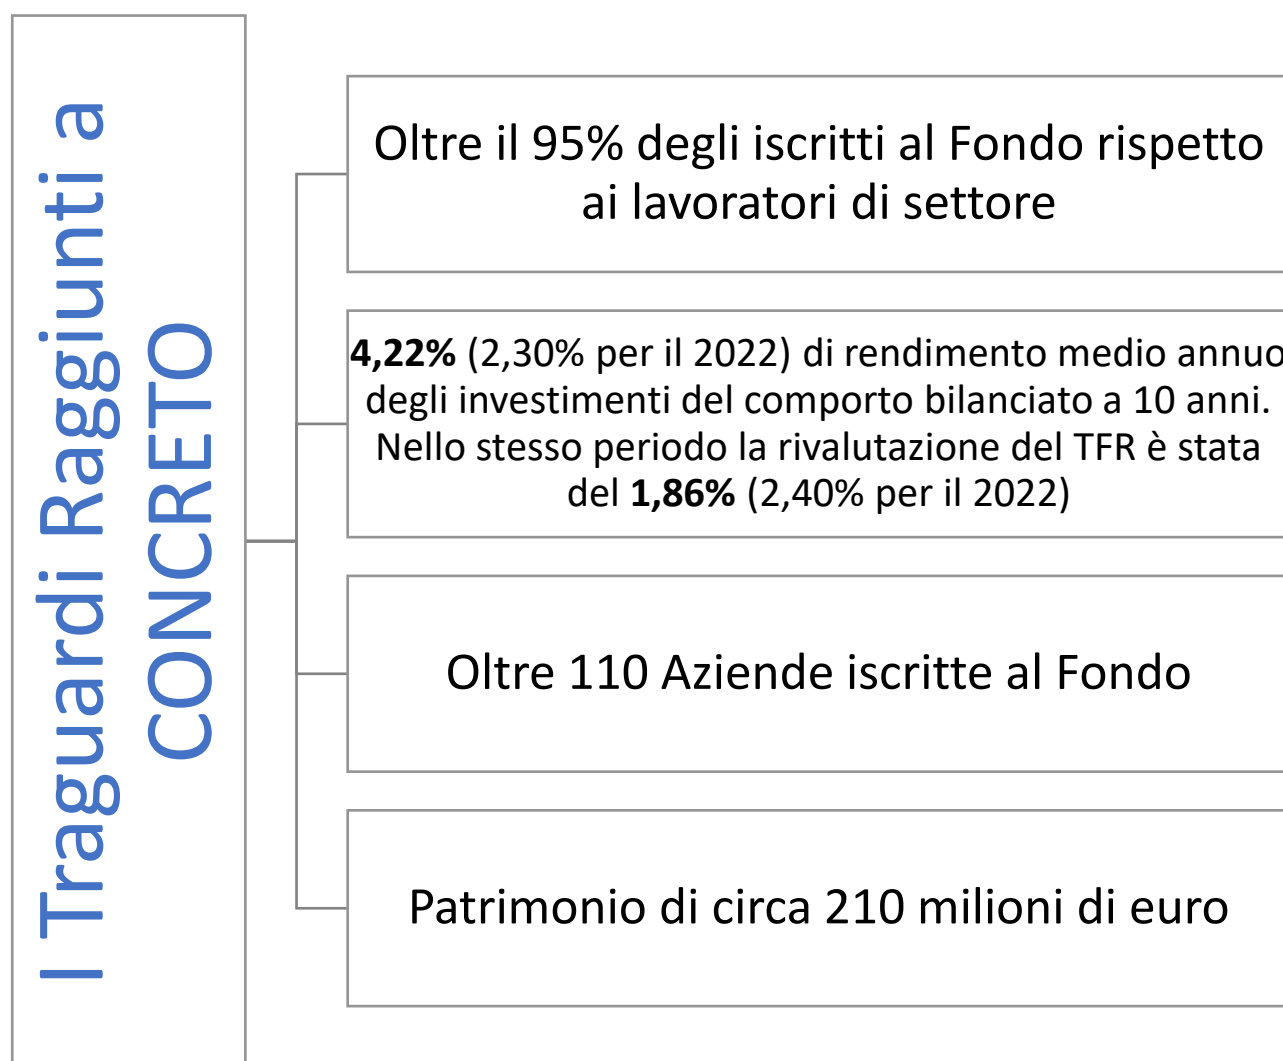 I Traguardi Raggiunti a
CONCRETO
Oltre il 95% degli iscritti al Fondo rispetto
ai lavoratori di settore
4,22% (2,30% per il 2022) di rendimento medio annuo
degli investimenti del comporto bilanciato a 10 anni.
Nello stesso periodo la rivalutazione del TFR è stata
del 1,86% (2,40% per il 2022)
Oltre 110 Aziende iscritte al Fondo
Patrimonio di circa 210 milioni di euro